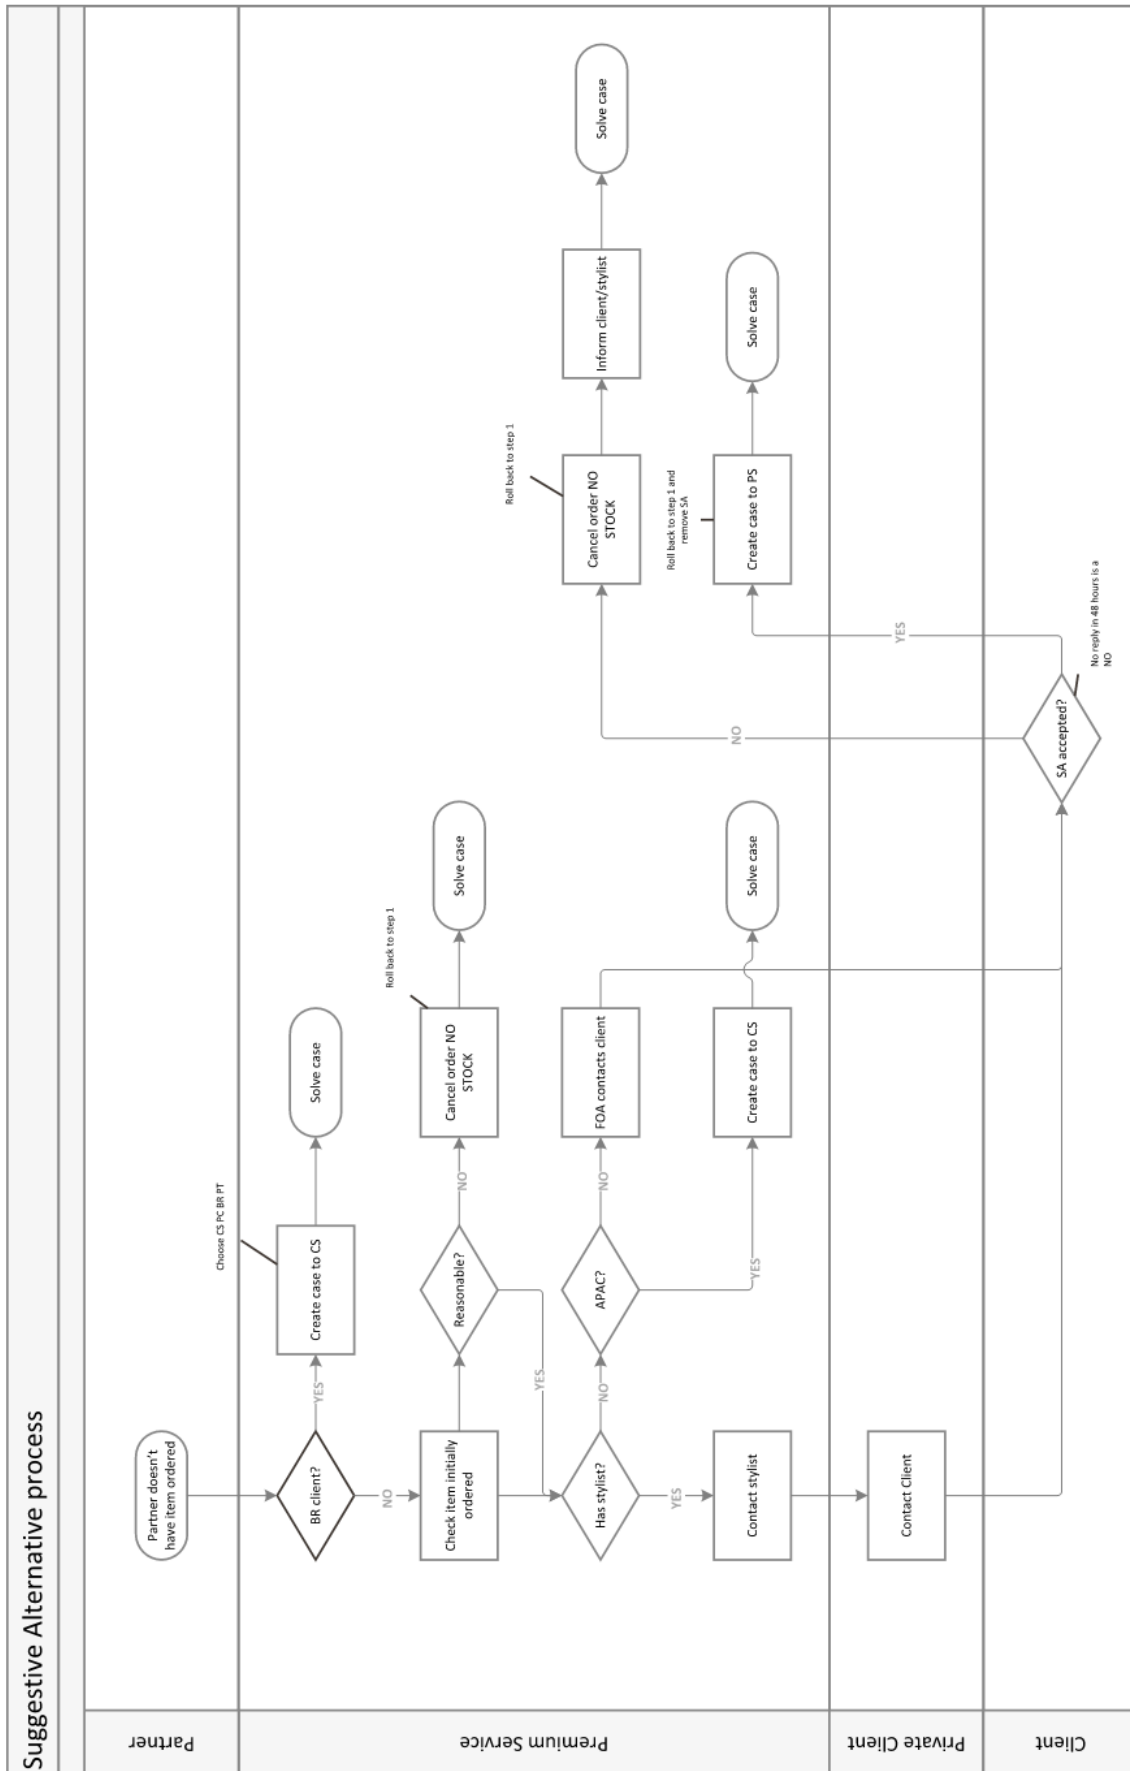 Suggestive Alternative process
Partner
Partner doesn't
have item ordered
Premium Service
BR client?
YES
Create case to CS
Choose CS PC BR PT
Solve case
NO
Check item initially
ordered
Reasonable?
NO
Cancel order NO
STOCK
Roll back to step 1
Solve case
YES
Has stylist?
NO
APAC?
NO
FOA contacts client
YES
Create case to CS
Solve case
YES
Contact stylist
Cancel order NO
STOCK
Roll back to step 1
Inform client/stylist
Solve case
Create case to PS
Roll back to step 1 and
remove SA
Solve case
Private Client
Contact Client
NO
YES
Client
SA accepted?
No reply in 48 hours is a
NO